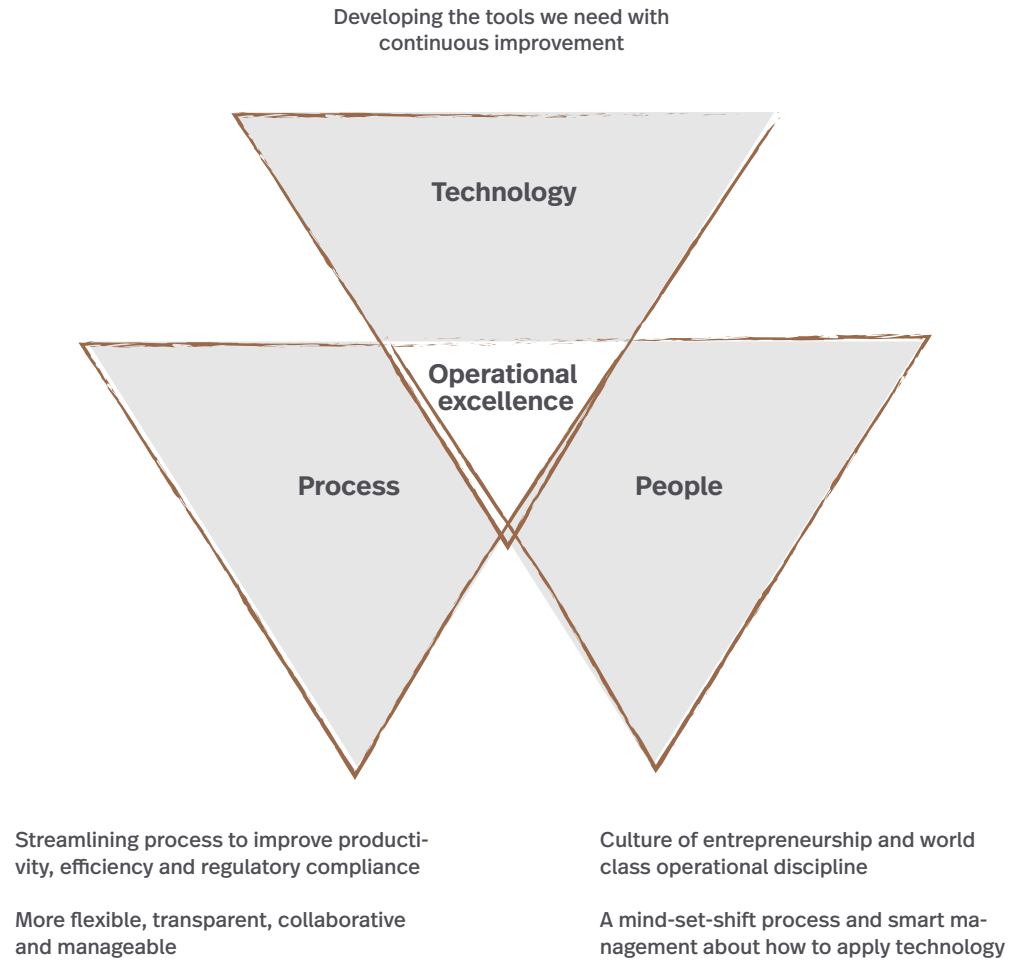 Developing the tools we need with
continuous improvement
Technology
Operational
excellence
Process
People
Streamlining process to improve producti-
vity, efficiency and regulatory compliance
More flexible, transparent, collaborative
and manageable
Culture of entrepreneurship and world
class operational discipline
A mind-set-shift process and smart ma-
nagement about how to apply technology